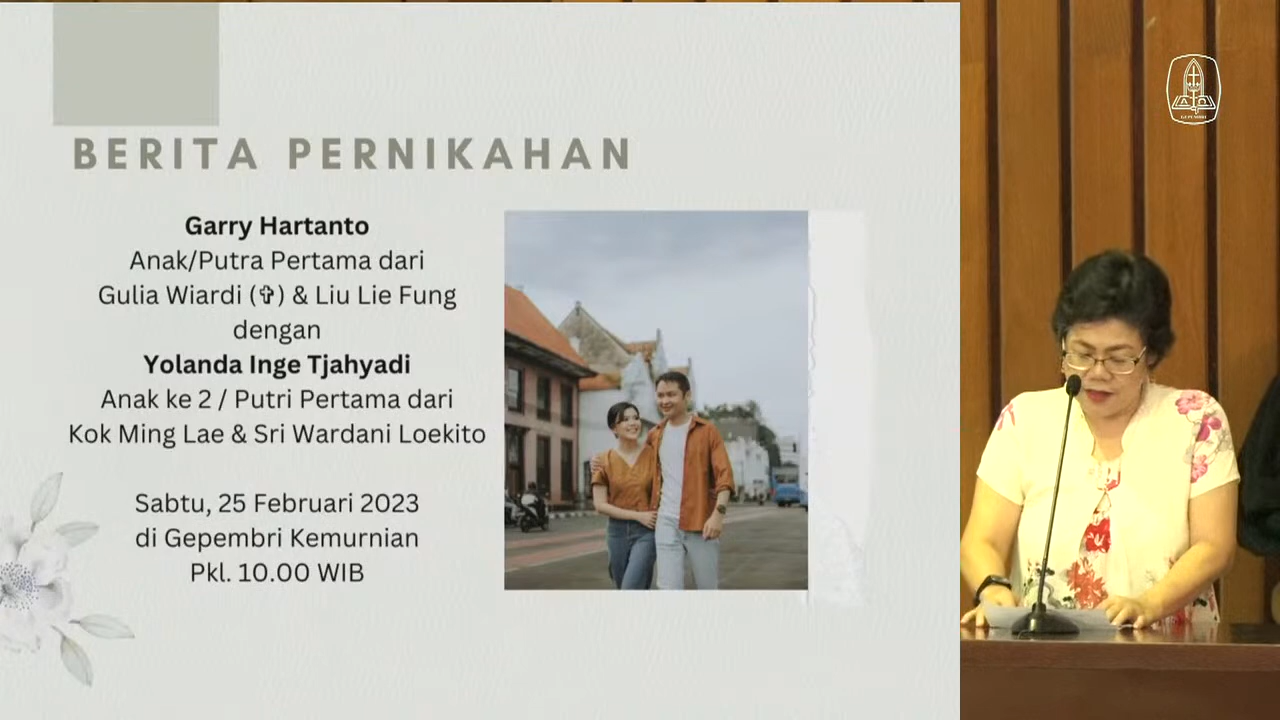 BERITA PERNIKAHAN
Garry Hartanto
Anak/Putra Pertama dari
Gulia Wiardi (✞) & Liu Lie Fung
dengan
Yolanda Inge Tjahyadi
Anak ke 2 / Putri Pertama dari
Kok Ming Lae & Sri Wardani Loekito
Sabtu, 25 Februari 2023
di Gepembri Kemurnian
Pkl. 10.00 WIB
GEPEMBRI